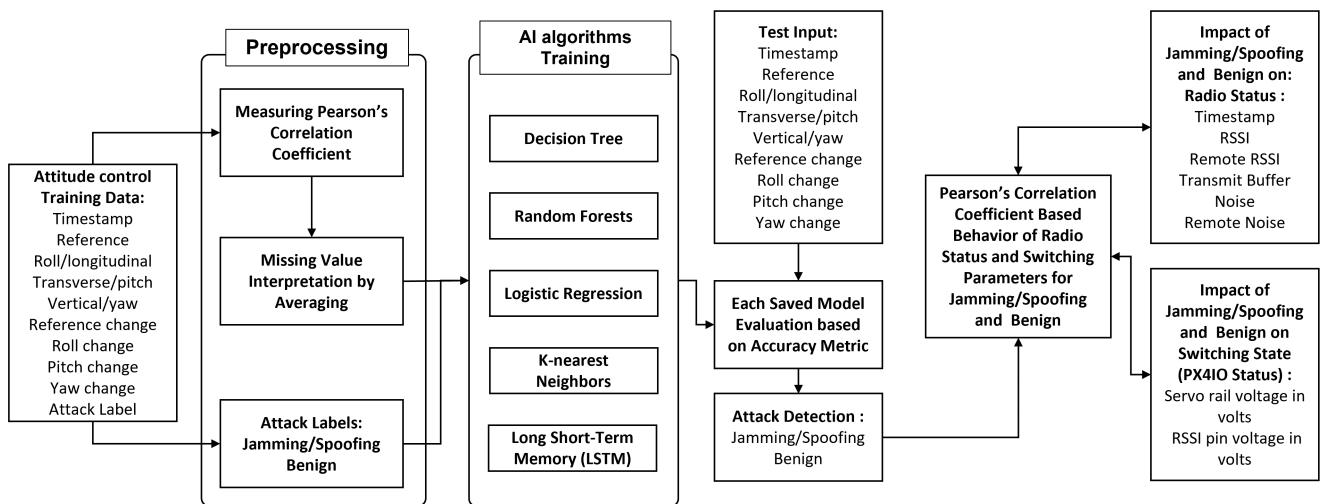 Attitude control
Training Data:
Timestamp
Reference
Roll/longitudinal
Transverse/pitch
Vertical/yaw
Reference change
Roll change
Pitch change
Yaw change
Attack Label
Preprocessing
Measuring Pearson's
Correlation
Coefficient
Missing Value
Interpretation by
Averaging
Attack Labels:
Jamming/Spoofing
Benign
AI algorithms
Training
Decision Tree
Random Forests
Logistic Regression
K-nearest
Neighbors
Long Short-Term
Memory (LSTM)
Test Input:
Timestamp
Reference
Roll/longitudinal
Transverse/pitch
Vertical/yaw
Reference change
Roll change
Pitch change
Yaw change
Each Saved Model
Evaluation based
on Accuracy Metric
Attack Detection :
Jamming/Spoofing
Benign
Pearson's Correlation
Coefficient Based
Behavior of Radio
Status and Switching
Parameters for
Jamming/Spoofing
and Benign
Impact of
Jamming/Spoofing
and Benign on:
Radio Status :
Timestamp
RSSI
Remote RSSI
Transmit Buffer
Noise
Remote Noise
Impact of
Jamming/Spoofing
and Benign on
Switching State
(PX4IO Status) :
Servo rail voltage in
volts
RSSI pin voltage in
volts